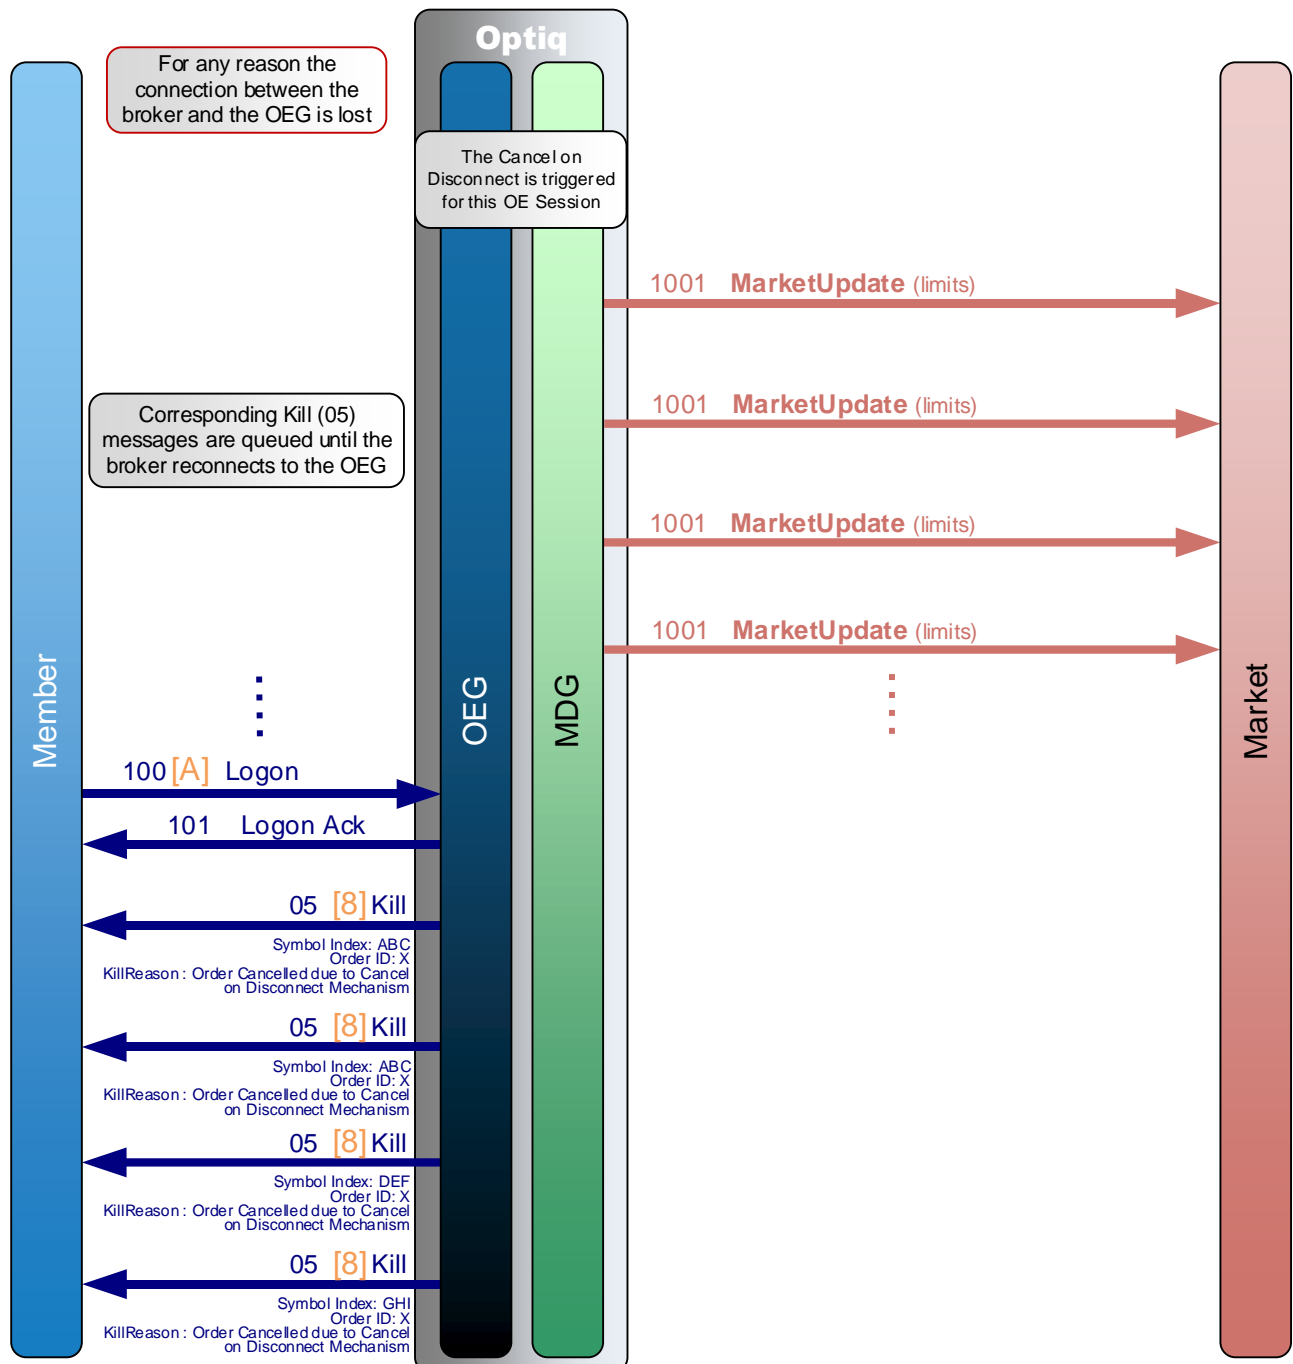 Optiq
For any reason the
connection between the
broker and the OEG is lost
The Cancel on
Disconnect is triggered
for this OE Session
1001 MarketUpdate (limits)
Corresponding Kill (05)
messages are queued until the
broker reconnects to the OEG
1001 MarketUpdate (limits)
1001 MarketUpdate (limits)
1001 MarketUpdate (limits)
Member
OEG
MDG
Market
100 [A] Logon
101 Logon Ack
05 [8] Kill
Symbol Index: ABC
Order ID: X
KillReason : Order Cancelled due to Cancel
on Disconnect Mechanism
05 [8] Kill
Symbol Index: ABC
Order ID: X
KillReason : Order Cancelled due to Cancel
on Disconnect Mechanism
05 [8] Kill
Symbol Index: DEF
Order ID: X
KillReason : Order Cancelled due to Cancel
on Disconnect Mechanism
05 [8] Kill
Symbol Index: GHI
Order ID: X
KillReason : Order Cancelled due to Cancel
on Disconnect Mechanism